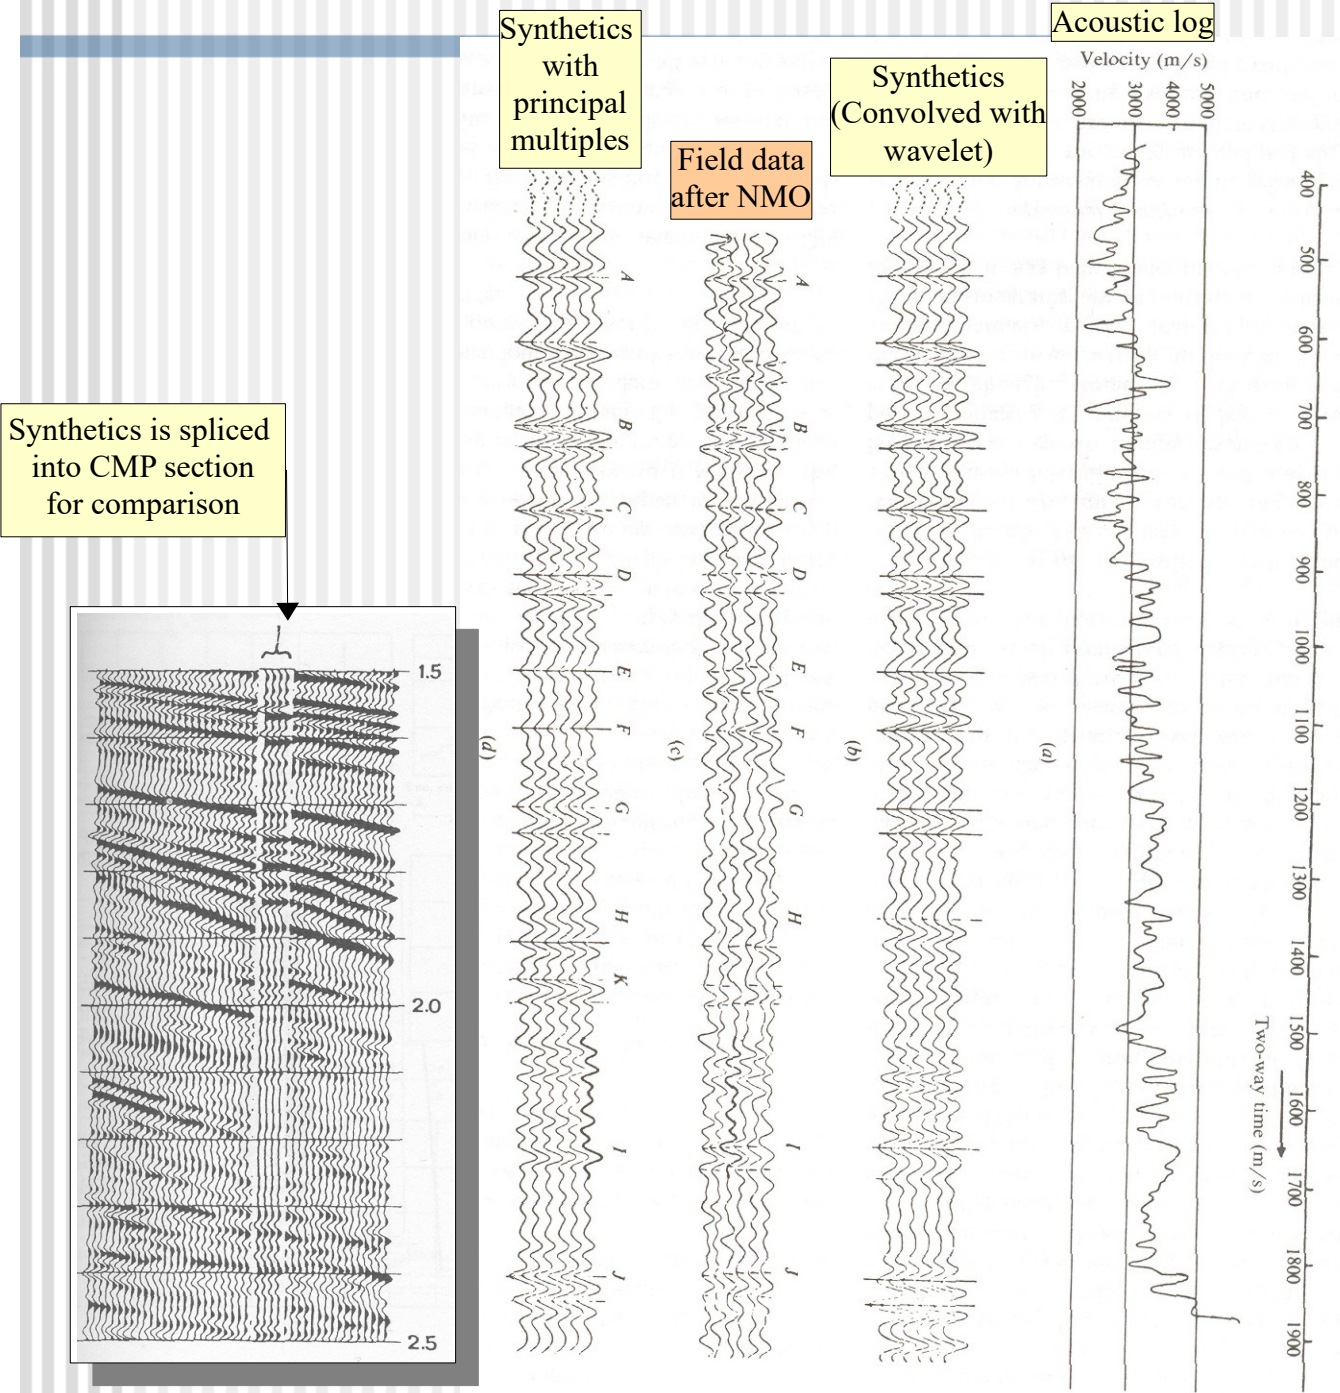 Synthetics
with
principal
multiples
Field data
after NMO
Synthetics
(Convolved with
wavelet)
Acoustic log
Velocity (m/s)
2000
3000
4000
5000
400
500
600
700
800
900
1000
1100
1200
1300
1400
1500
1600
1700
1800
1900
Two-way time (m/s)
(a)
(b)
(c)
(d)
A
B
C
D
E
F
G
H
K
I
J
A
B
C
D
E
F
G
H
I
J
Synthetics is spliced
into CMP section
for comparison
1.5
2.0
2.5